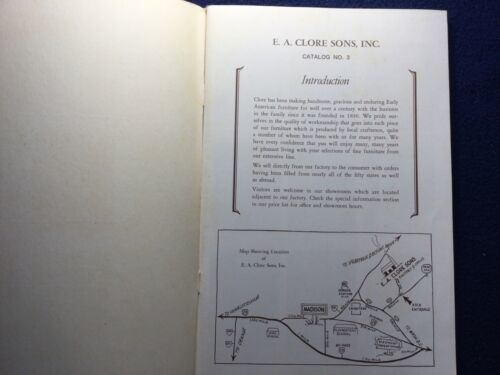 E. A. CLORE SONS, INC.
CATALOG NO. 3
Introduction
Clore has been making handsome, gracious and enduring Early
American furniture for well over a century with the business
in the family since it was founded in 1830. We pride our-
selves in the quality of workmanship that goes into each piece
of our furniture which is produced by local craftsmen, quite
a number of whom have been with us for many years. We
have every confidence that you will enjoy many, many years
of pleasant living with your selections of fine furniture from
our extensive line.
We sell directly from our factory to the consumer with orders
having been filled from nearly all of the fifty states as well
as abroad.
Visitors are welcome in our showroom which are located
adjacent to our factory. Check the special information section
in our price list for office and showroom hours.
Map Showing Location
of
E. A. Clore Sons Inc.
E. A. CLORE SONS
MADISON
TO CHARLOTTESVILLE
TO ORANGE
BY-PASS